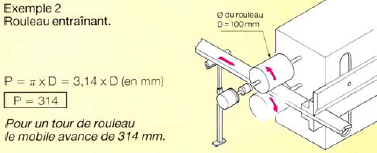 Exemple 2
Rouleau entraînant.
Ø du rouleau
D = 100 mm
P = π x D = 3,14 x D (en mm)
P = 314
Pour un tour de rouleau
le mobile avance de 314 mm.